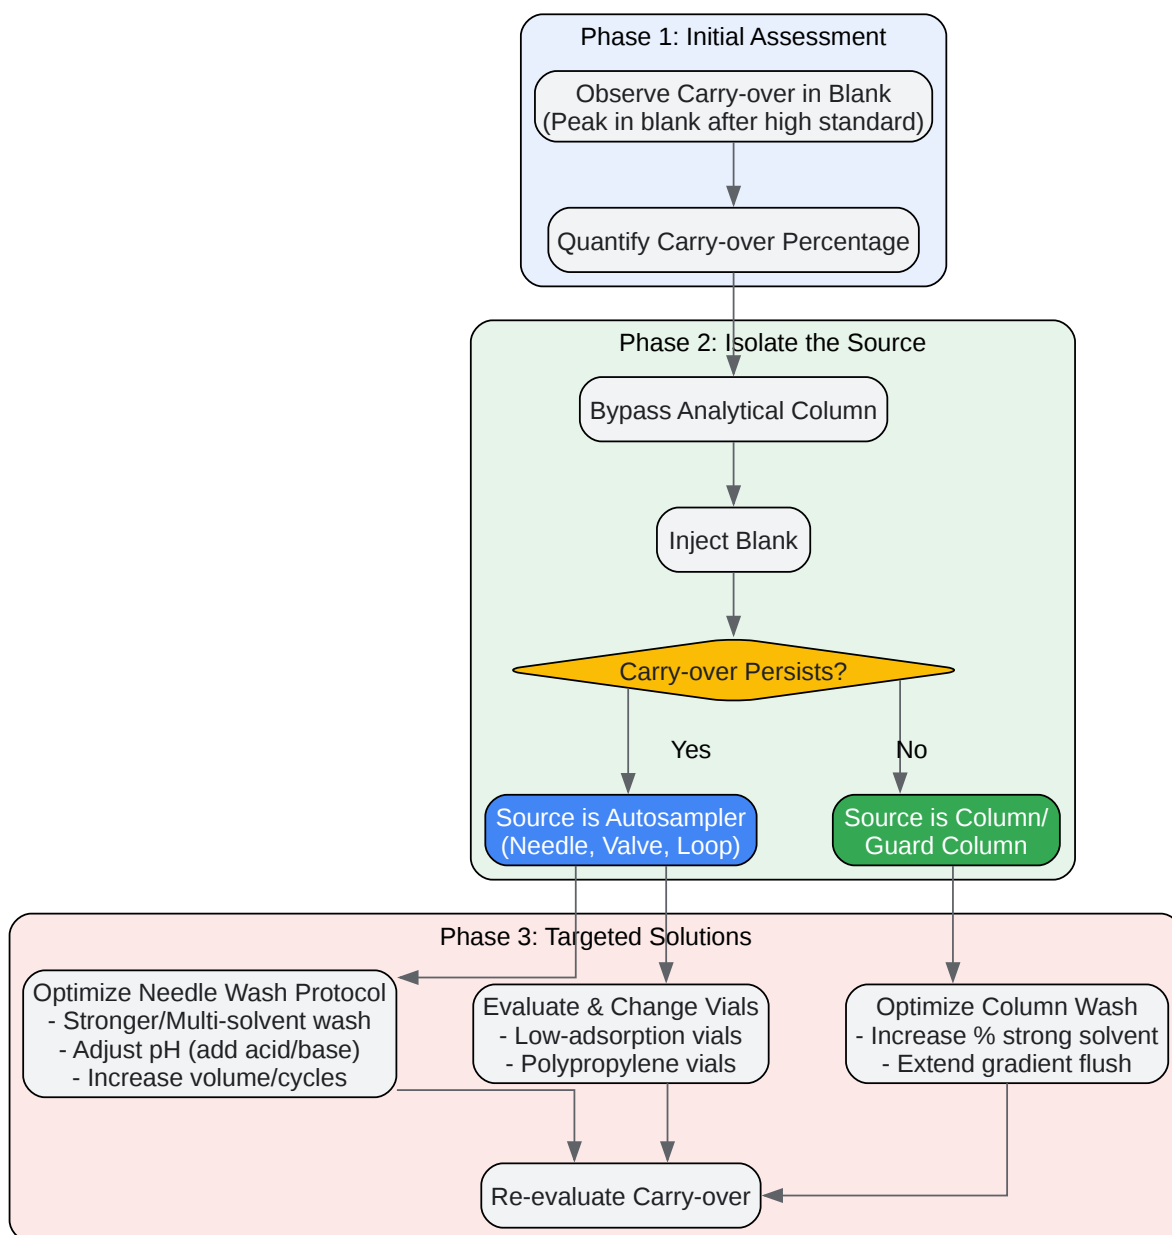 Phase 1: Initial Assessment
Observe Carry-over in Blank
(Peak in blank after high standard)
Quantify Carry-over Percentage
Phase 2: Isolate the Source
Bypass Analytical Column
Inject Blank
Carry-over Persists?
Yes
No
Source is Autosampler
(Needle, Valve, Loop)
Source is Column/
Guard Column
Phase 3: Targeted Solutions
Optimize Needle Wash Protocol
- Stronger/Multi-solvent wash
- Adjust pH (add acid/base)
- Increase volume/cycles
Evaluate & Change Vials
- Low-adsorption vials
- Polypropylene vials
Optimize Column Wash
- Increase % strong solvent
- Extend gradient flush
Re-evaluate Carry-over